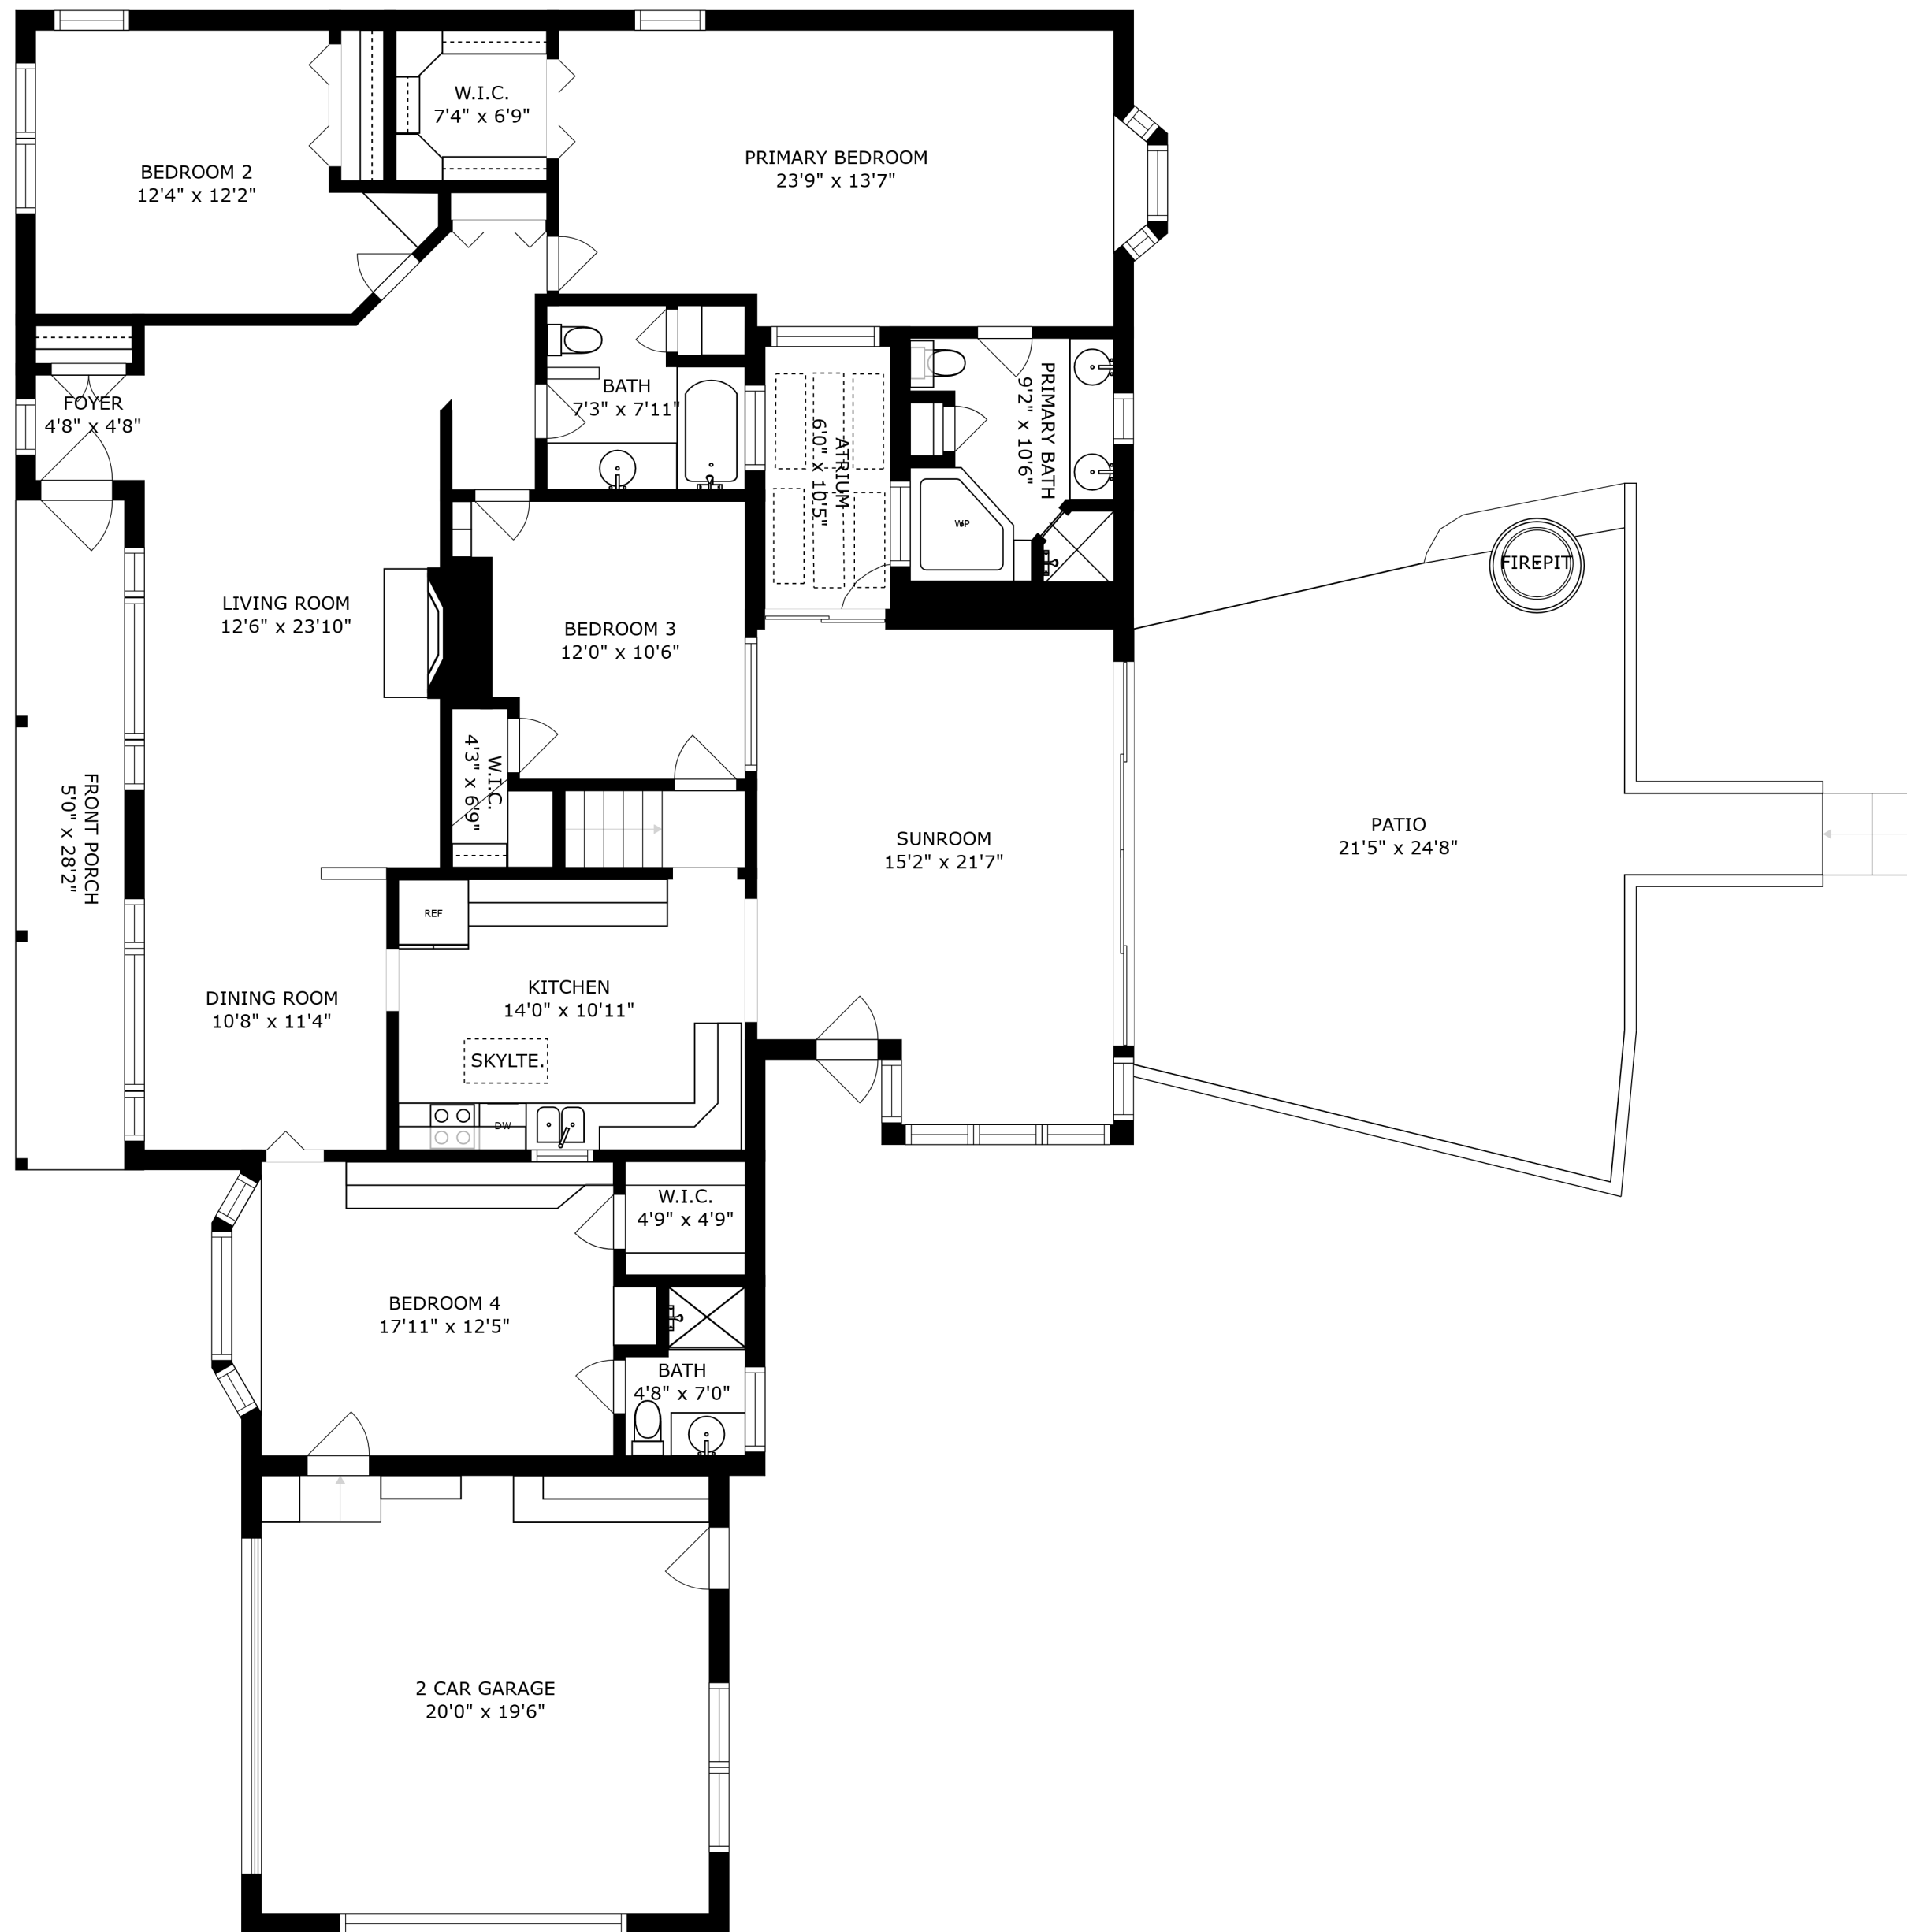 W.I.C.
7'4" x 6'9"
PRIMARY BEDROOM
23'9" x 13'7"
BEDROOM 2
12'4" x 12'2"
FOYER
4'8" x 4'8"
BATH
7'3" x 7'11"
ATRIUM
6'0" x 10'5"
PRIMARY BATH
9'2" x 10'6"
WP
FIREPIT
LIVING ROOM
12'6" x 23'10"
BEDROOM 3
12'0" x 10'6"
W.I.C.
4'3" x 6'9"
FRONT PORCH
5'0" x 28'2"
SUNROOM
15'2" x 21'7"
PATIO
21'5" x 24'8"
REF
DINING ROOM
10'8" x 11'4"
KITCHEN
14'0" x 10'11"
SKYLTE.
DW
W.I.C.
4'9" x 4'9"
BEDROOM 4
17'11" x 12'5"
BATH
4'8" x 7'0"
2 CAR GARAGE
20'0" x 19'6"